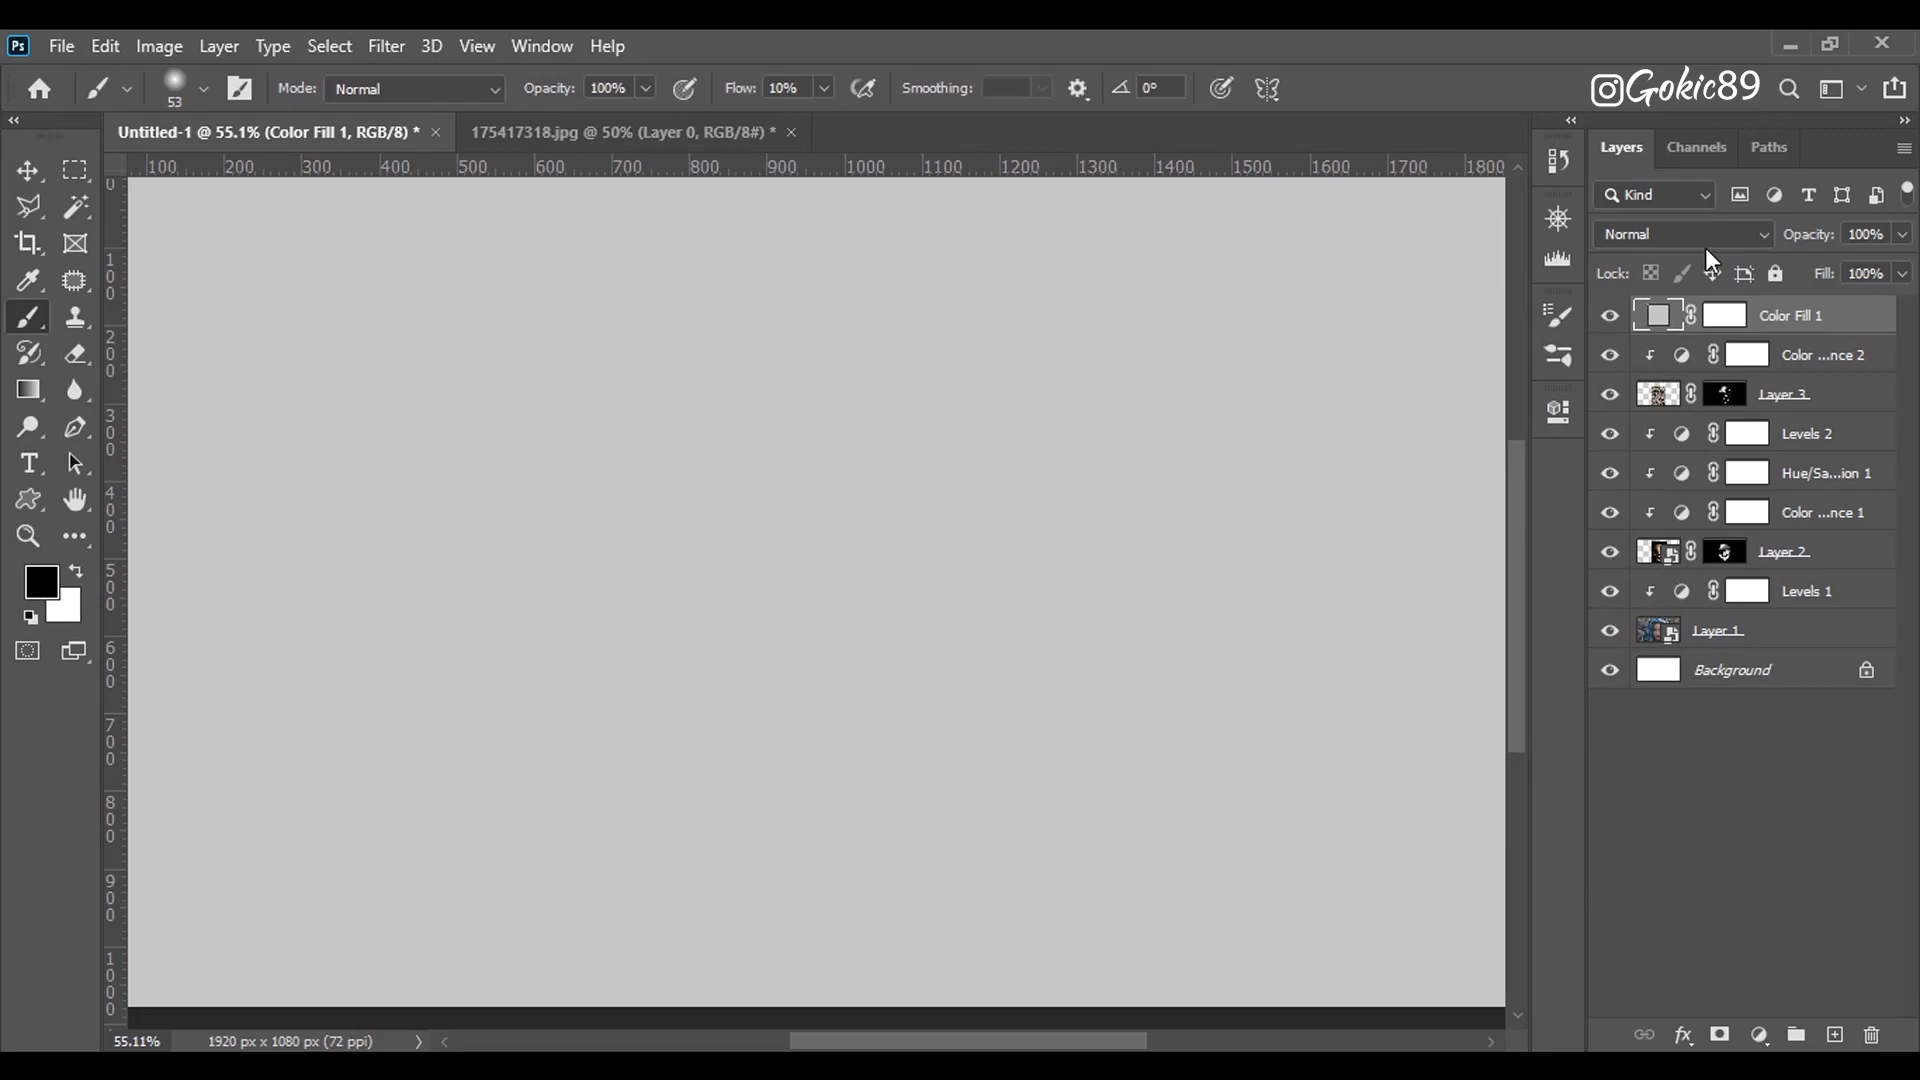 Ps File Edit Image Layer Type Select Filter 3D View Window Help
53 Mode: Normal Opacity: 100% Flow: 10% Smoothing: 0° Gokic89
Untitled-1 @ 55.1% (Color Fill 1, RGB/8) * 175417318.jpg @ 50% (Layer 0, RGB/8#) *
Layers Channels Paths
100 200 300 400 500 600 700 800 900 1000 1100 1200 1300 1400 1500 1600 1700 1800
0
100
200
300
400
500
600
700
800
900
1000
Kind
Normal Opacity: 100%
Lock: Fill: 100%
Color Fill 1
Color ...nce 2
Layer 3
Levels 2
Hue/Sa...ion 1
Color ...nce 1
Layer 2
Levels 1
Layer 1
Background
55.11% 1920 px x 1080 px (72 ppi)